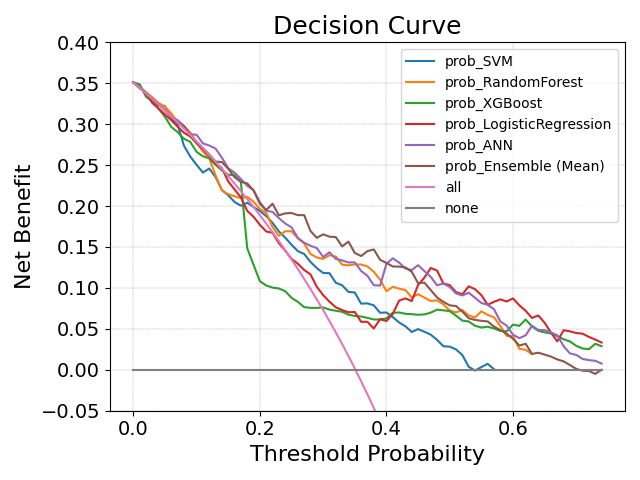 Decision Curve
Net Benefit
0.40
0.35
0.30
0.25
0.20
0.15
0.10
0.05
0.00
−0.05
prob_SVM
prob_RandomForest
prob_XGBoost
prob_LogisticRegression
prob_ANN
prob_Ensemble (Mean)
all
none
0.0 0.2 0.4 0.6
Threshold Probability